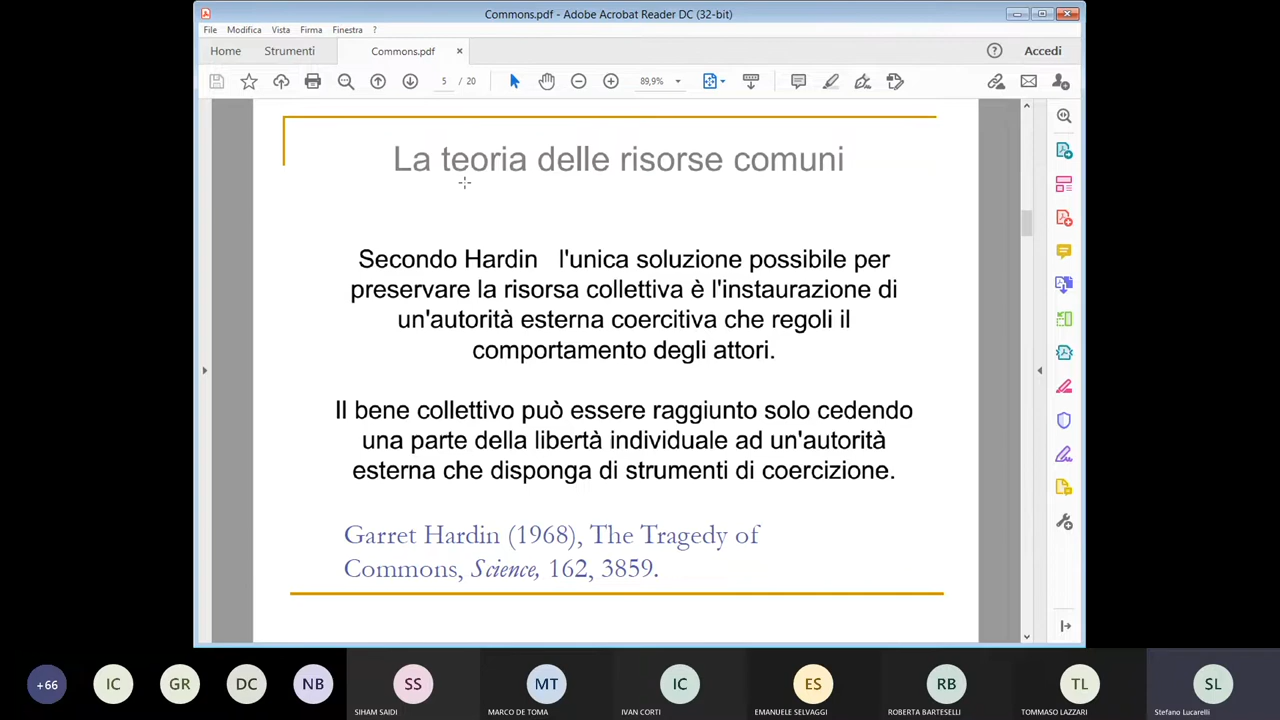 Commons.pdf - Adobe Acrobat Reader DC (32-bit)
File Modifica Vista Firma Finestra ?
Home Strumenti Commons.pdf × ? Accedi
5 / 20 89,9%
La teoria delle risorse comuni
Secondo Hardin l'unica soluzione possibile per
preservare la risorsa collettiva è l'instaurazione di
un'autorità esterna coercitiva che regoli il
comportamento degli attori.
Il bene collettivo può essere raggiunto solo cedendo
una parte della libertà individuale ad un'autorità
esterna che disponga di strumenti di coercizione.
Garret Hardin (1968), The Tragedy of
Commons, Science, 162, 3859.
+66 IC GR DC NB SS MT IC ES RB TL SL
SIHAM SAIDI MARCO DE TOMA IVAN CORTI EMANUELE SELVAGGI ROBERTA BARTESELLI TOMMASO LAZZARI Stefano Lucarelli